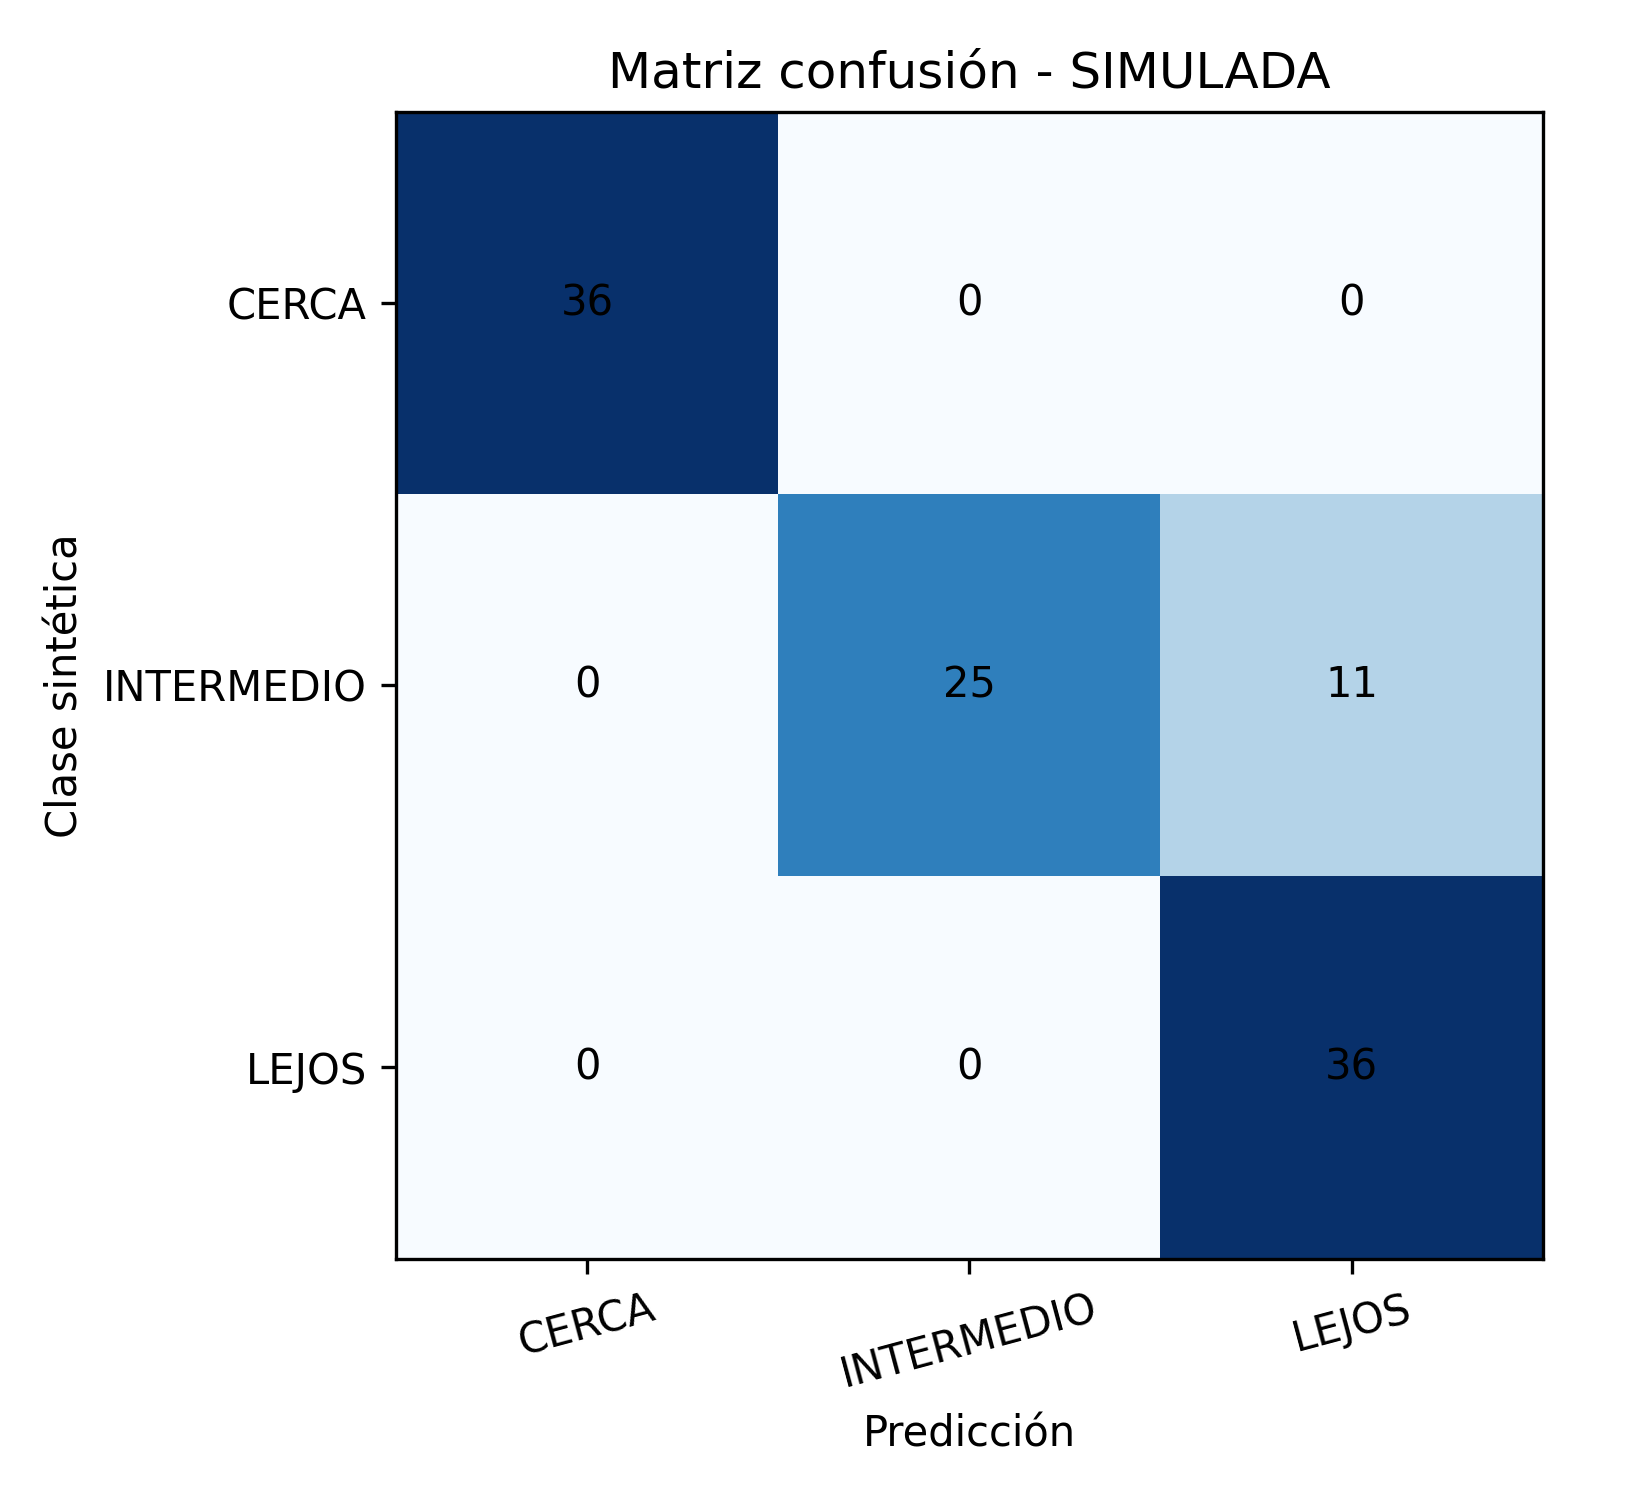 Matriz confusión - SIMULADA
Clase sintética
CERCA 36 0 0
INTERMEDIO 0 25 11
LEJOS 0 0 36
CERCA INTERMEDIO LEJOS
Predicción